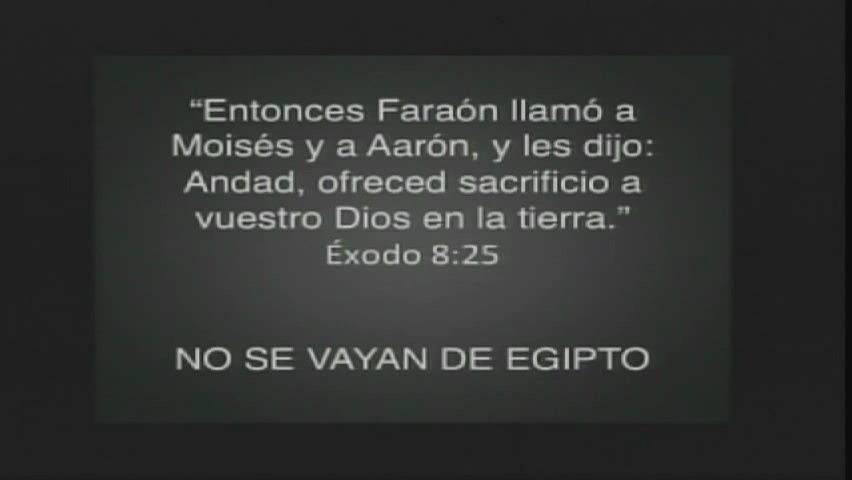 “Entonces Faraón llamó a
Moisés y a Aarón, y les dijo:
Andad, ofreced sacrificio a
vuestro Dios en la tierra.”
Éxodo 8:25
NO SE VAYAN DE EGIPTO